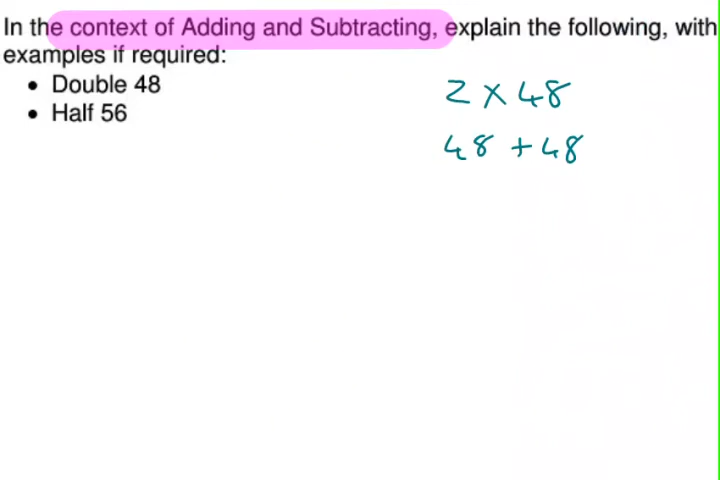 In the context of Adding and Subtracting, explain the following, with
examples if required:
• Double 48
• Half 56
2 × 48
48 + 48